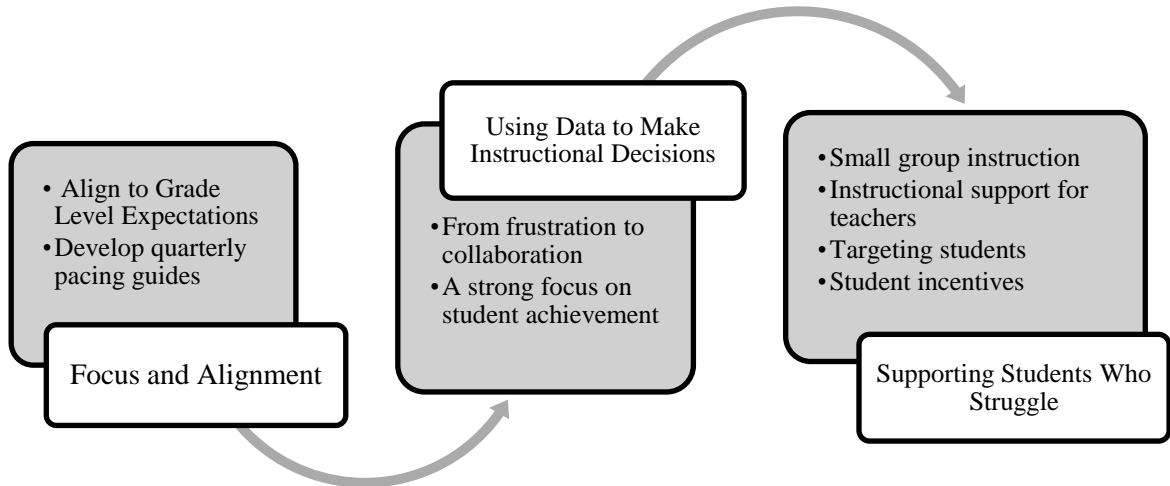 • Align to Grade
Level Expectations
•Develop quarterly
pacing guides
Focus and Alignment
Using Data to Make
Instructional Decisions
•From frustration to
collaboration
•A strong focus on
student achievement
•Small group instruction
•Instructional support for
teachers
•Targeting students
•Student incentives
Supporting Students Who
Struggle